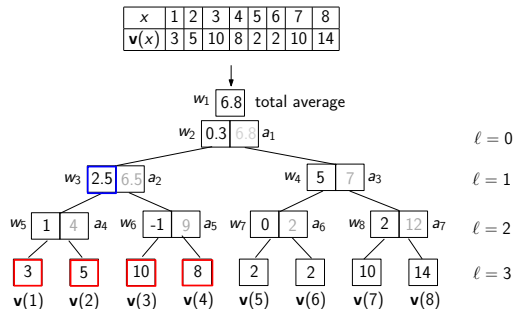 x 1 2 3 4 5 6 7 8
v(x) 3 5 10 8 2 2 10 14
w₁ 6.8 total average
w₂ 0.3 6.8 a₁ ℓ = 0
w₃ 2.5 6.5 a₂ w₄ 5 7 a₃ ℓ = 1
w₅ 1 4 a₄ w₆ -1 9 a₅ w₇ 0 2 a₆ w₈ 2 12 a₇ ℓ = 2
3 5 10 8 2 2 10 14 ℓ = 3
v(1) v(2) v(3) v(4) v(5) v(6) v(7) v(8)